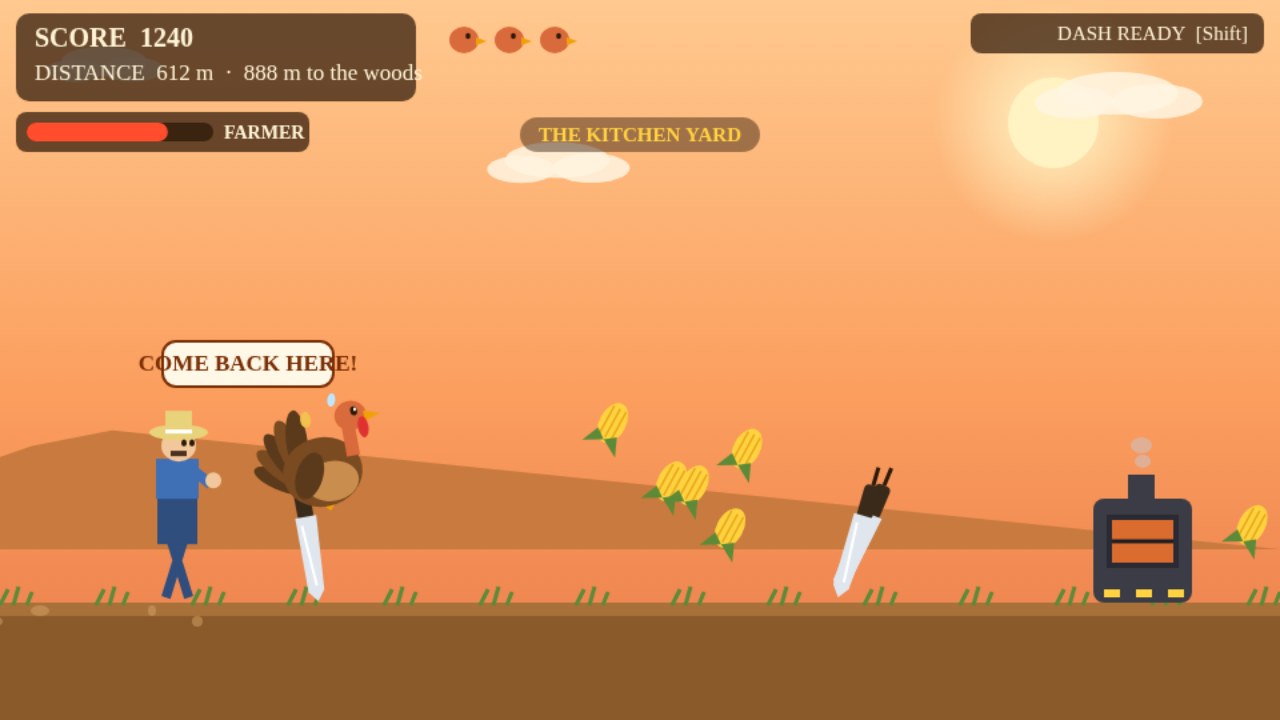 SCORE 1240
DISTANCE 612 m · 888 m to the woods
FARMER
DASH READY [Shift]
THE KITCHEN YARD
COME BACK HERE!